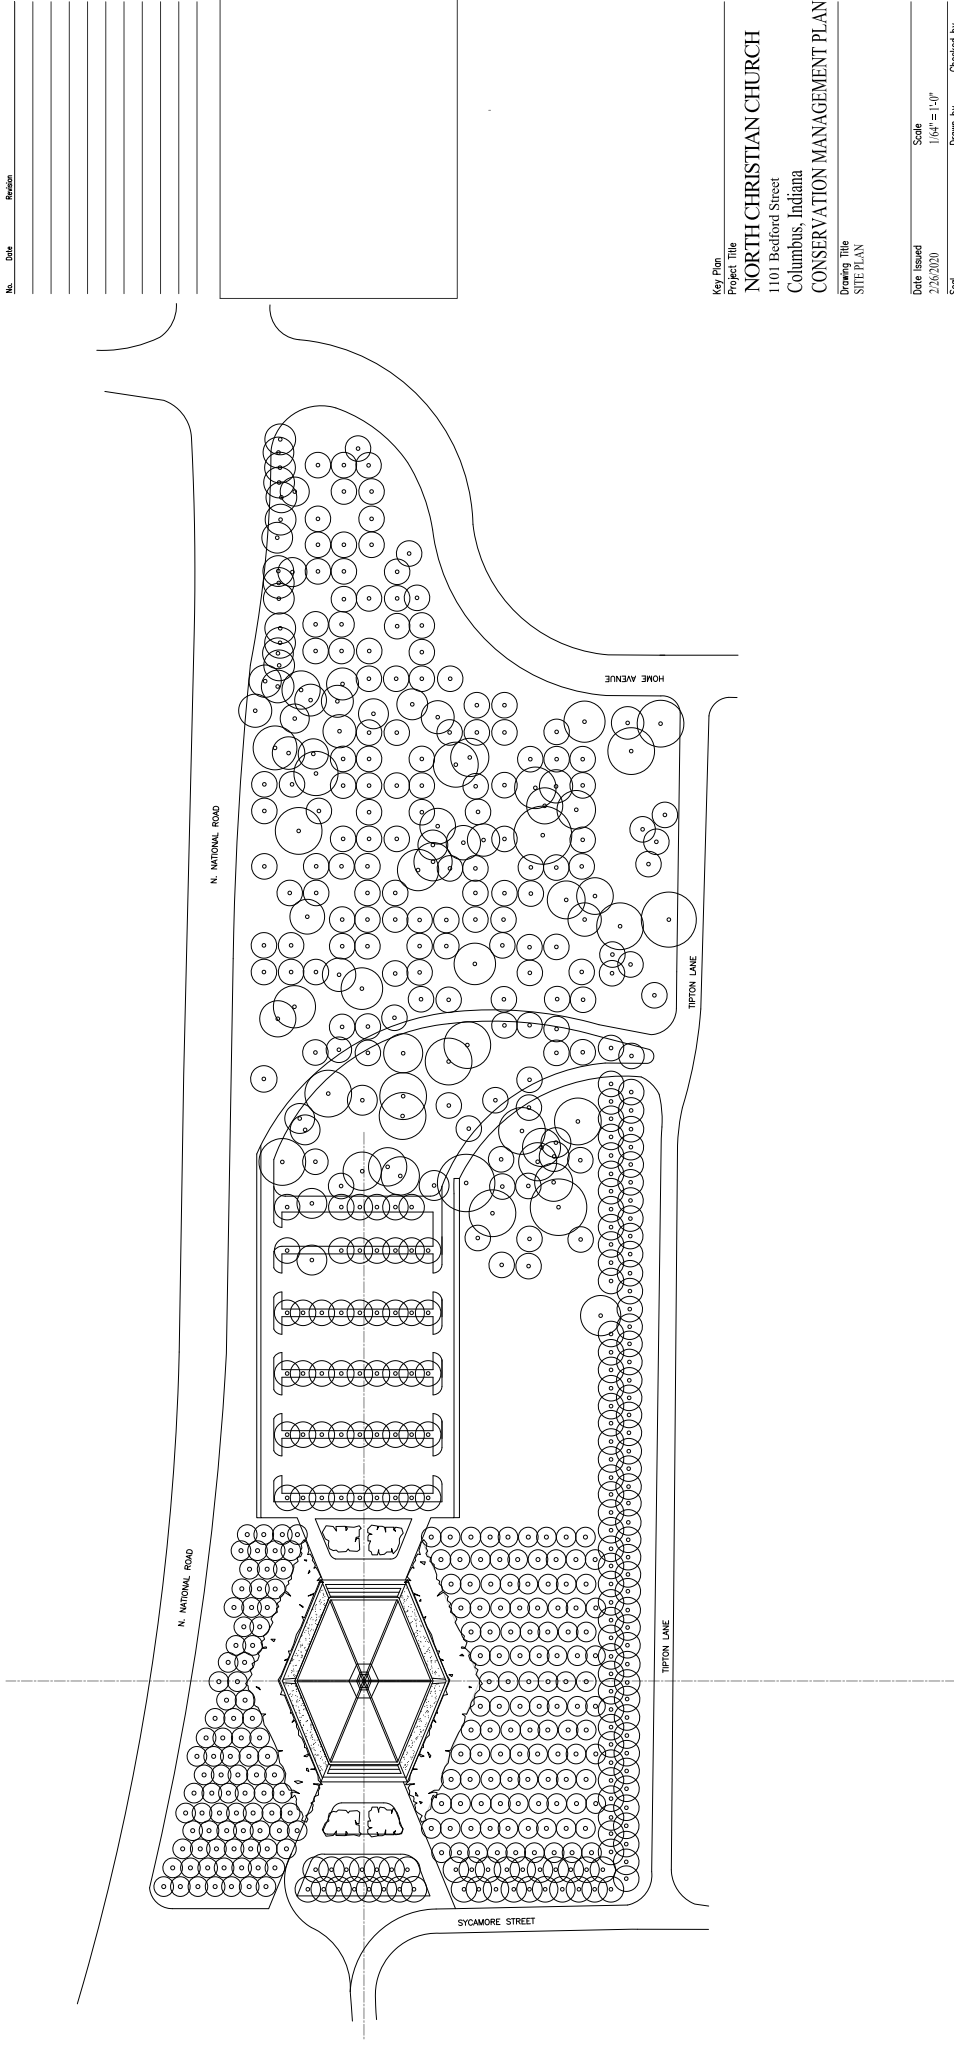 No.
Date
Revision
Key Plan
Project Title
NORTH CHRISTIAN CHURCH
1101 Bedford Street
Columbus, Indiana
CONSERVATION MANAGEMENT PLAN
Drawing Title
SITE PLAN
Date Issued
2/26/2020
Scale
1/64" = 1'-0"
HOME AVENUE
N. NATIONAL ROAD
TIPTON LANE
N. NATIONAL ROAD
TIPTON LANE
SYCAMORE STREET